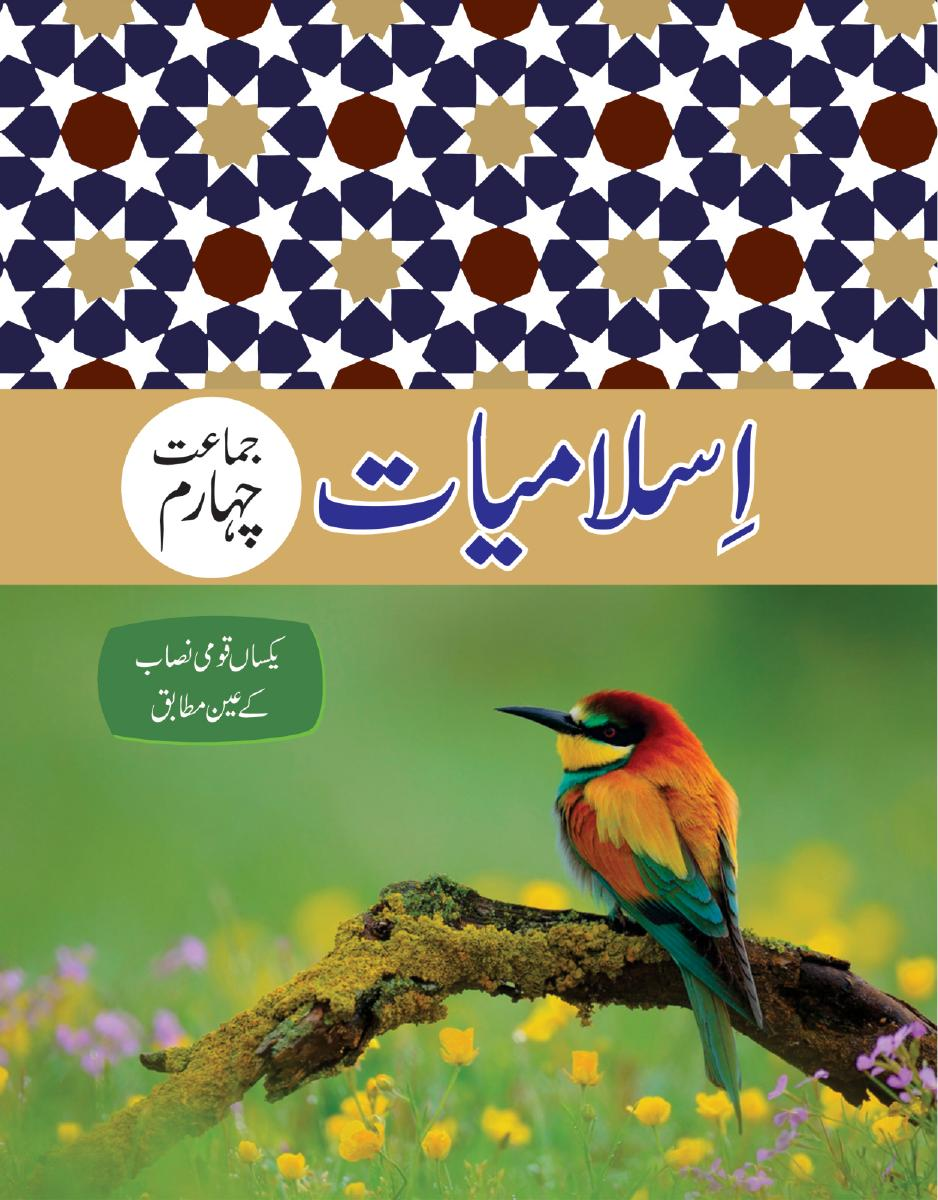 اِسلامیات
جماعت
چہارم
یکساں قومی نصاب
کے عین مطابق